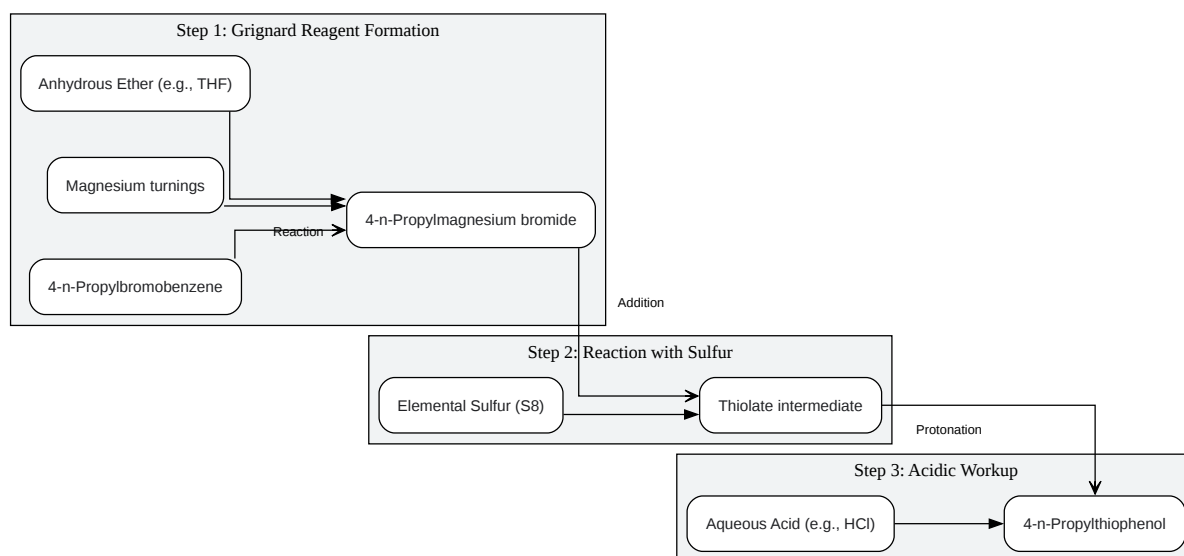 Step 1: Grignard Reagent Formation
Anhydrous Ether (e.g., THF)
Magnesium turnings
4-n-Propylmagnesium bromide
Reaction
4-n-Propylbromobenzene
Addition
Step 2: Reaction with Sulfur
Elemental Sulfur (S8)
Thiolate intermediate
Protonation
Step 3: Acidic Workup
Aqueous Acid (e.g., HCl)
4-n-Propylthiophenol